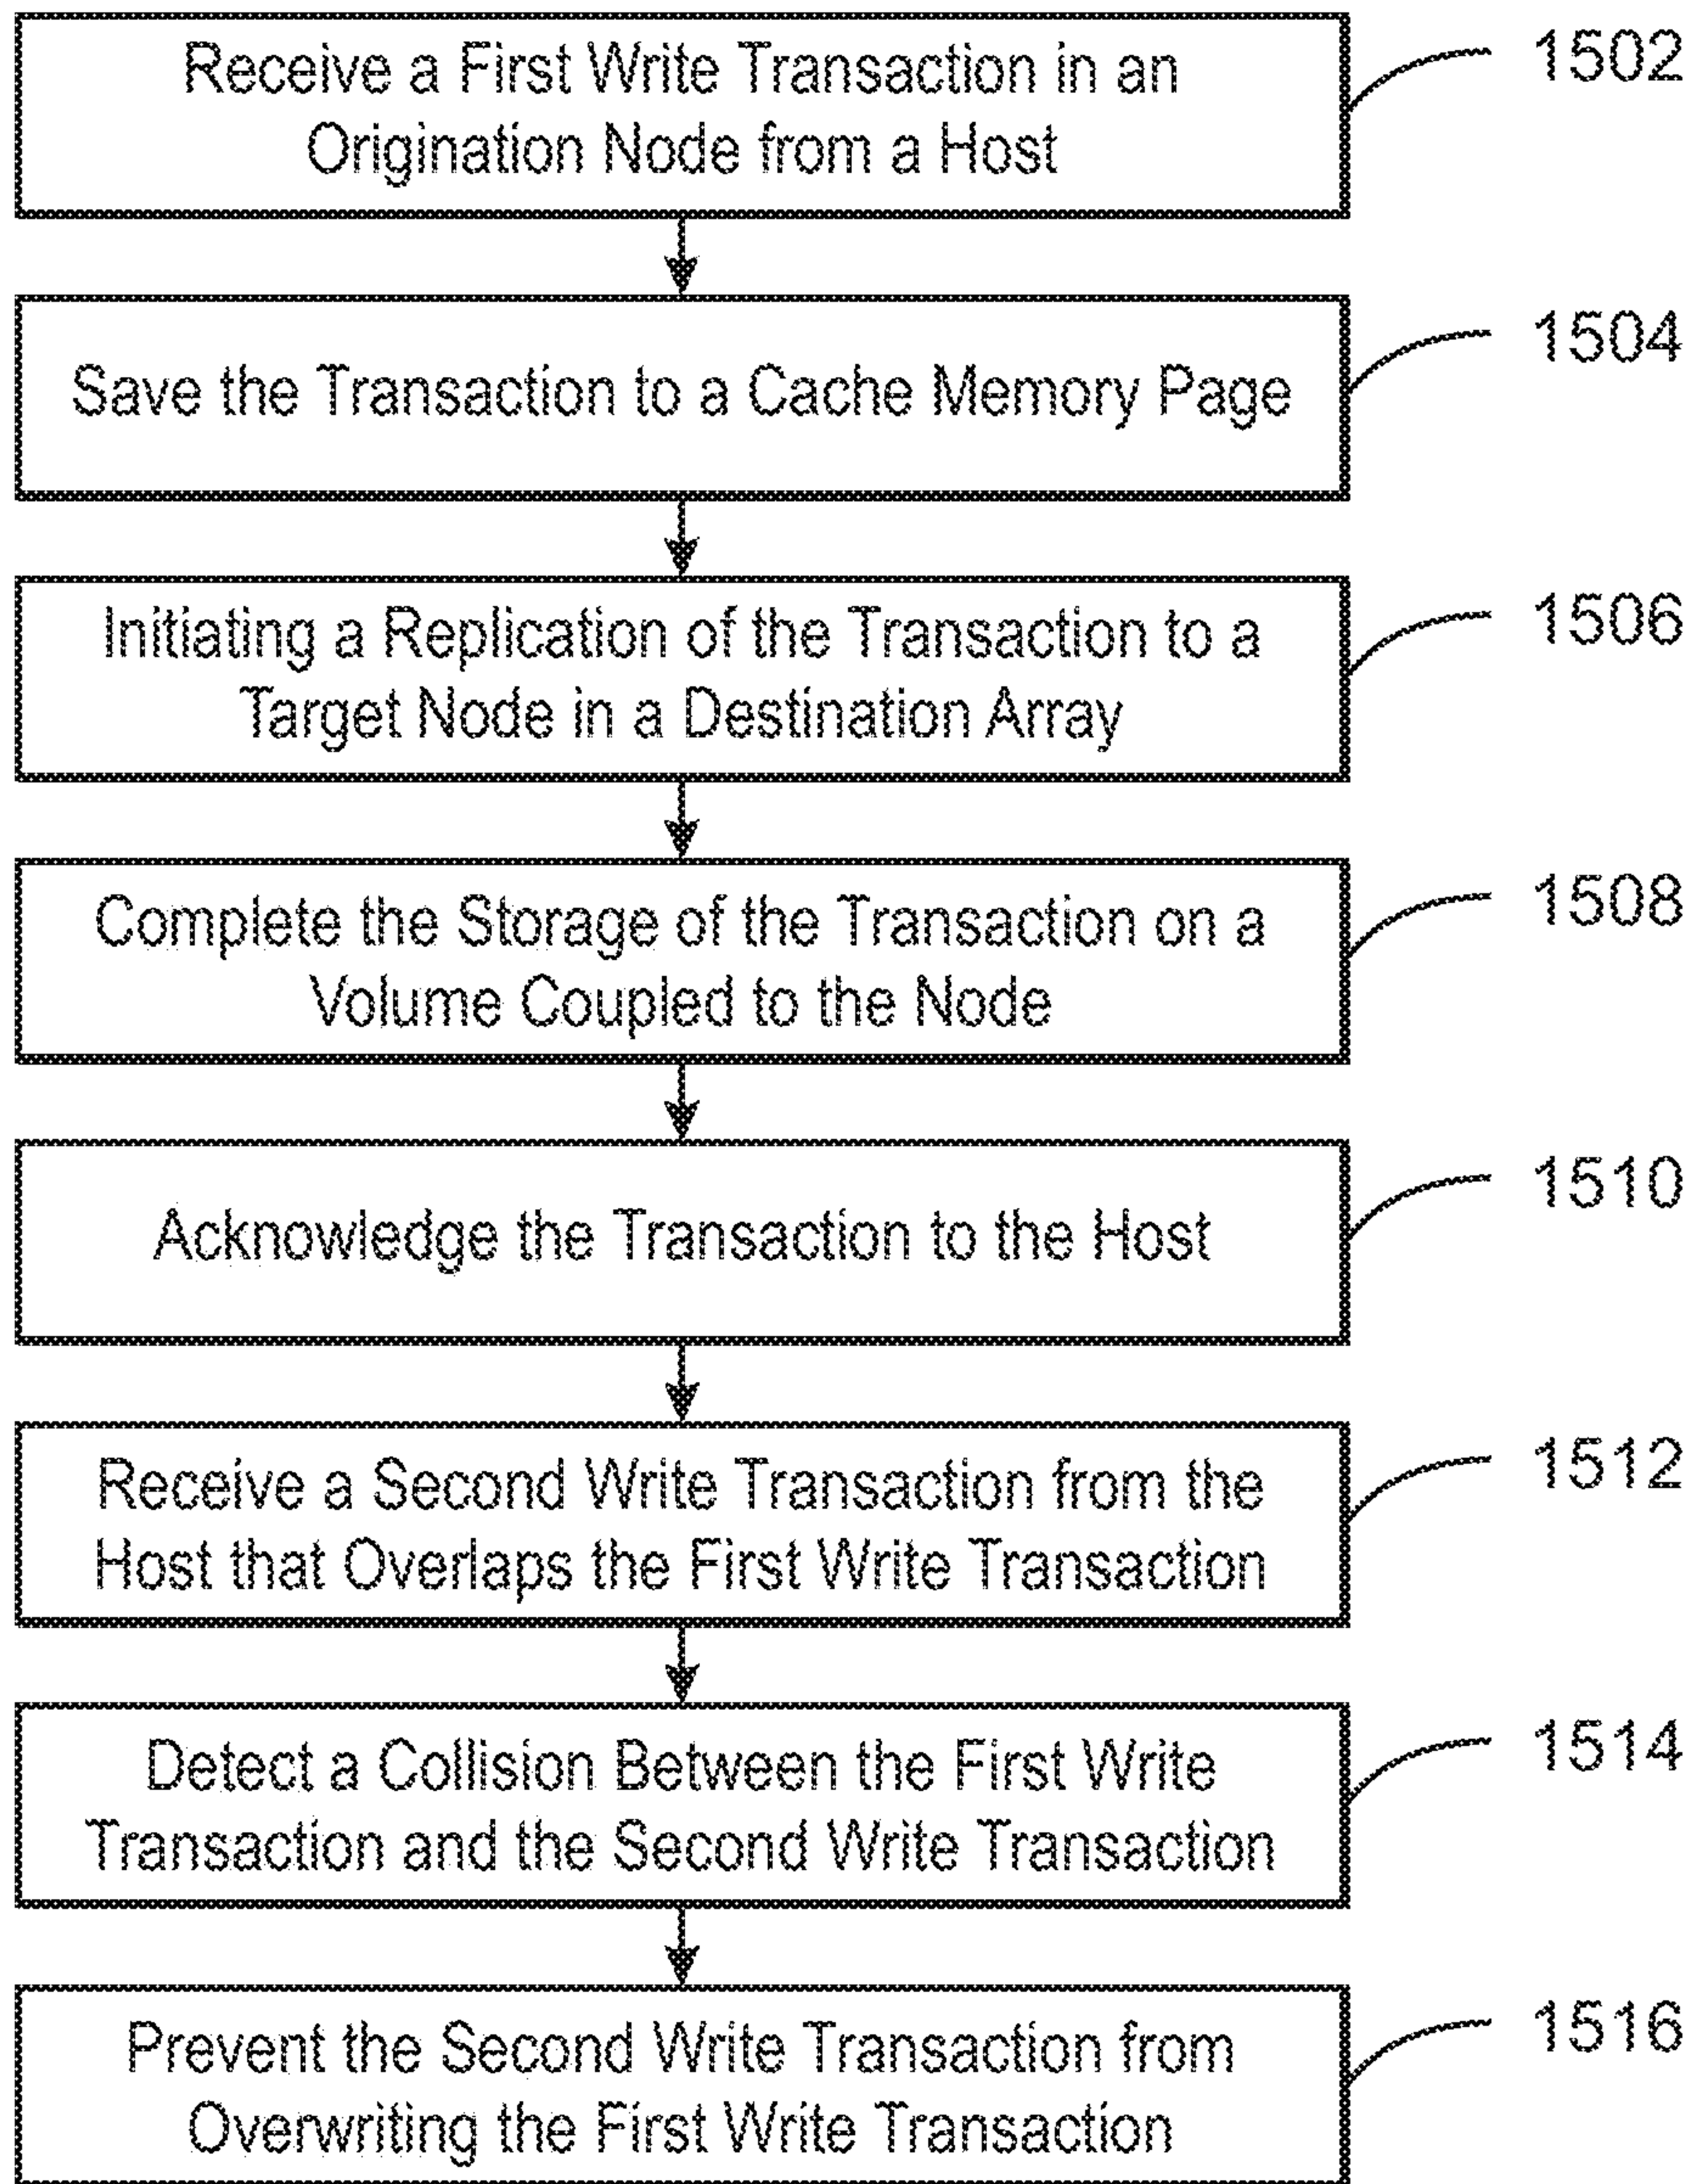 Receive a First Write Transaction in an
Origination Node from a Host
1502
Save the Transaction to a Cache Memory Page
1504
Initiating a Replication of the Transaction to a
Target Node in a Destination Array
1506
Complete the Storage of the Transaction on a
Volume Coupled to the Node
1508
Acknowledge the Transaction to the Host
1510
Receive a Second Write Transaction from the
Host that Overlaps the First Write Transaction
1512
Detect a Collision Between the First Write
Transaction and the Second Write Transaction
1514
Prevent the Second Write Transaction from
Overwriting the First Write Transaction
1516